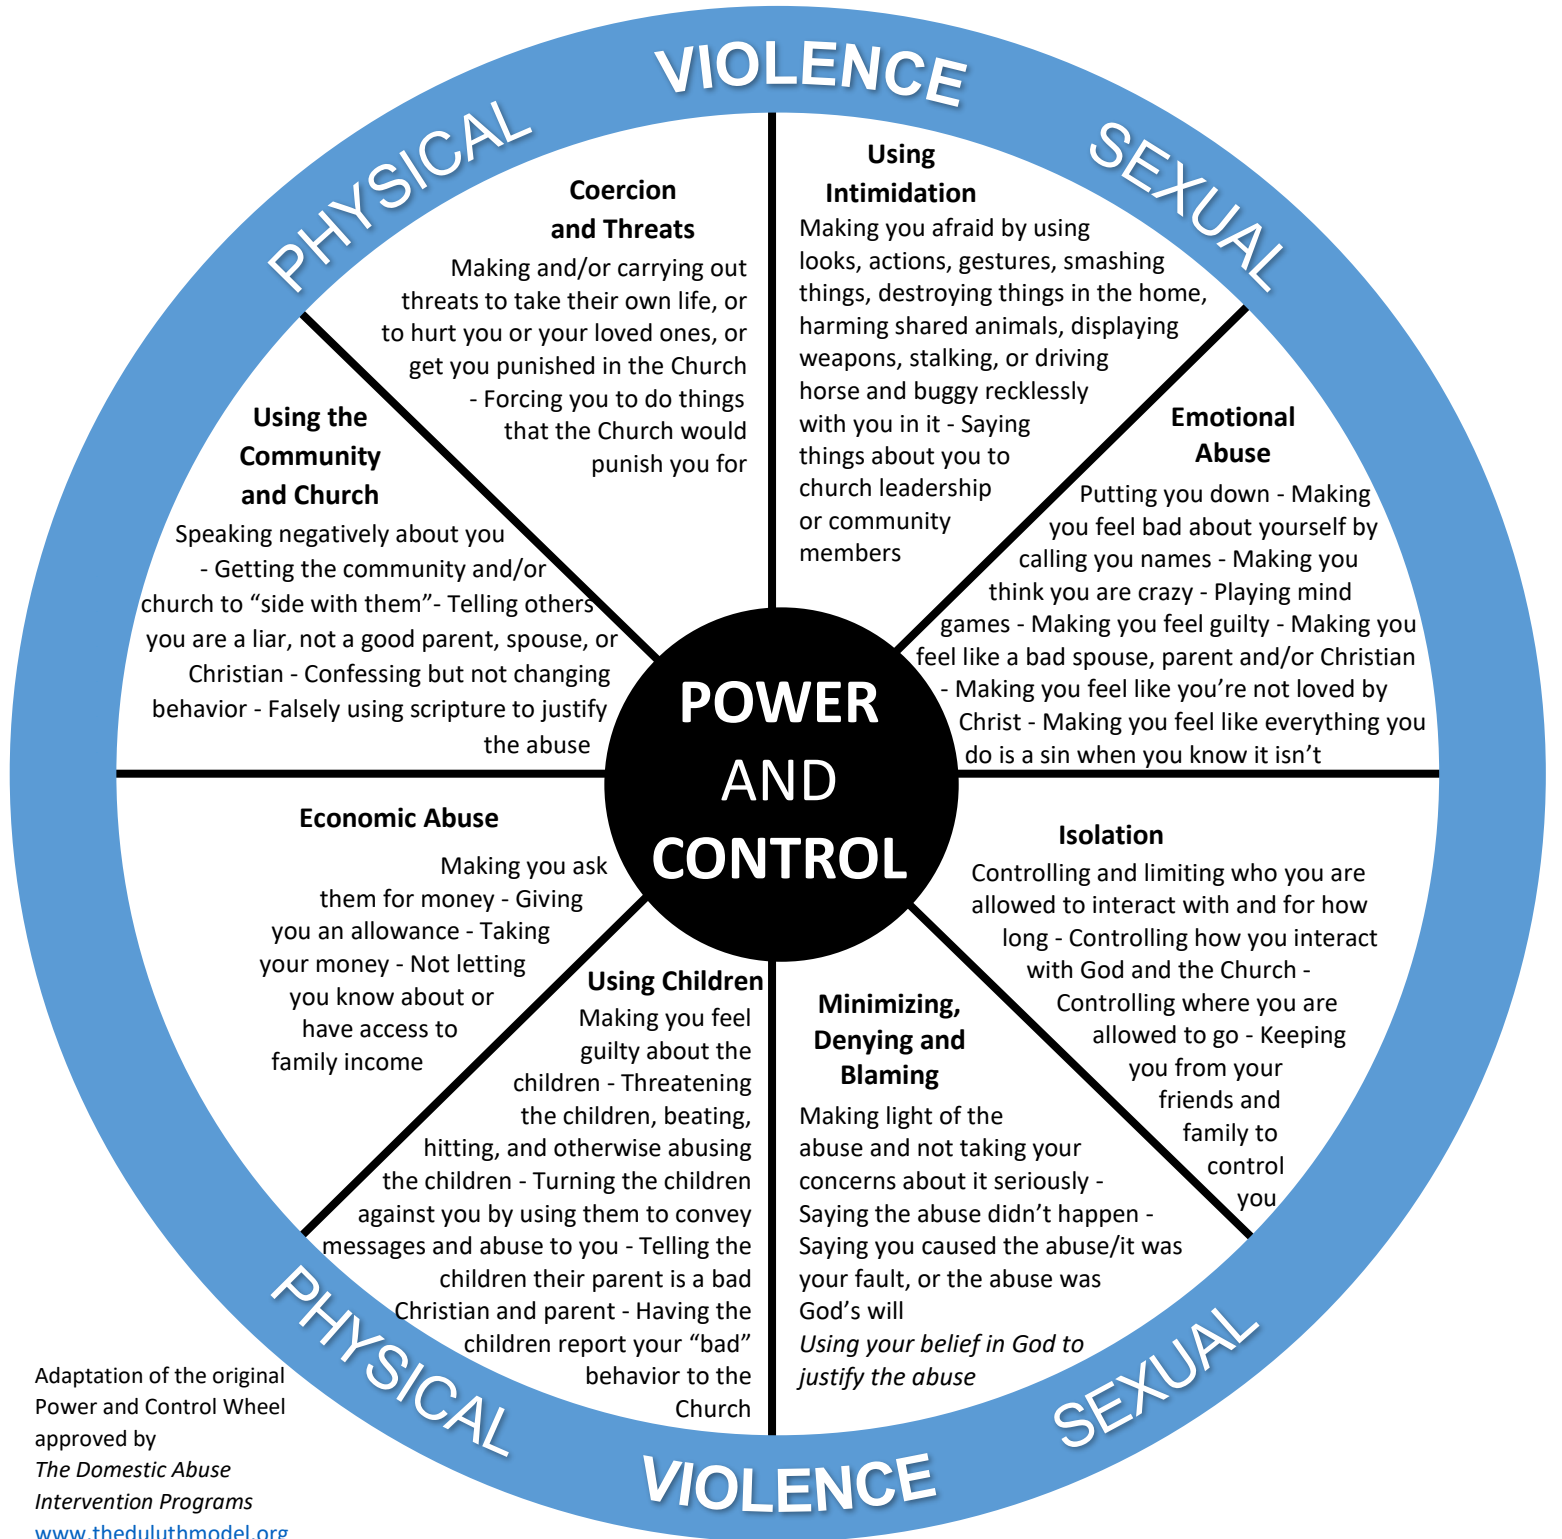 VIOLENCE
PHYSICAL
SEXUAL
Coercion
and Threats
Making and/or carrying out
threats to take their own life, or
to hurt you or your loved ones, or
get you punished in the Church
- Forcing you to do things
that the Church would
punish you for
Using
Intimidation
Making you afraid by using
looks, actions, gestures, smashing
things, destroying things in the home,
harming shared animals, displaying
weapons, stalking, or driving
horse and buggy recklessly
with you in it - Saying
things about you to
church leadership
or community
members
Using the
Community
and Church
Speaking negatively about you
- Getting the community and/or
church to “side with them”- Telling others
you are a liar, not a good parent, spouse, or
Christian - Confessing but not changing
behavior - Falsely using scripture to justify
the abuse
Emotional
Abuse
Putting you down - Making
you feel bad about yourself by
calling you names - Making you
think you are crazy - Playing mind
games - Making you feel guilty - Making you
feel like a bad spouse, parent and/or Christian
- Making you feel like you’re not loved by
Christ - Making you feel like everything you
do is a sin when you know it isn’t
POWER
AND
CONTROL
Economic Abuse
Making you ask
them for money - Giving
you an allowance - Taking
your money - Not letting
you know about or
have access to
family income
Isolation
Controlling and limiting who you are
allowed to interact with and for how
long - Controlling how you interact
with God and the Church -
Controlling where you are
allowed to go - Keeping
you from your
friends and
family to
control
you
Using Children
Making you feel
guilty about the
children - Threatening
the children, beating,
hitting, and otherwise abusing
the children - Turning the children
against you by using them to convey
messages and abuse to you - Telling the
children their parent is a bad
Christian and parent - Having the
children report your “bad”
behavior to the
Church
Minimizing,
Denying and
Blaming
Making light of the
abuse and not taking your
concerns about it seriously -
Saying the abuse didn’t happen -
Saying you caused the abuse/it was
your fault, or the abuse was
God’s will
Using your belief in God to
justify the abuse
PHYSICAL
SEXUAL
VIOLENCE
Adaptation of the original
Power and Control Wheel
approved by
The Domestic Abuse
Intervention Programs
www.theduluthmodel.org